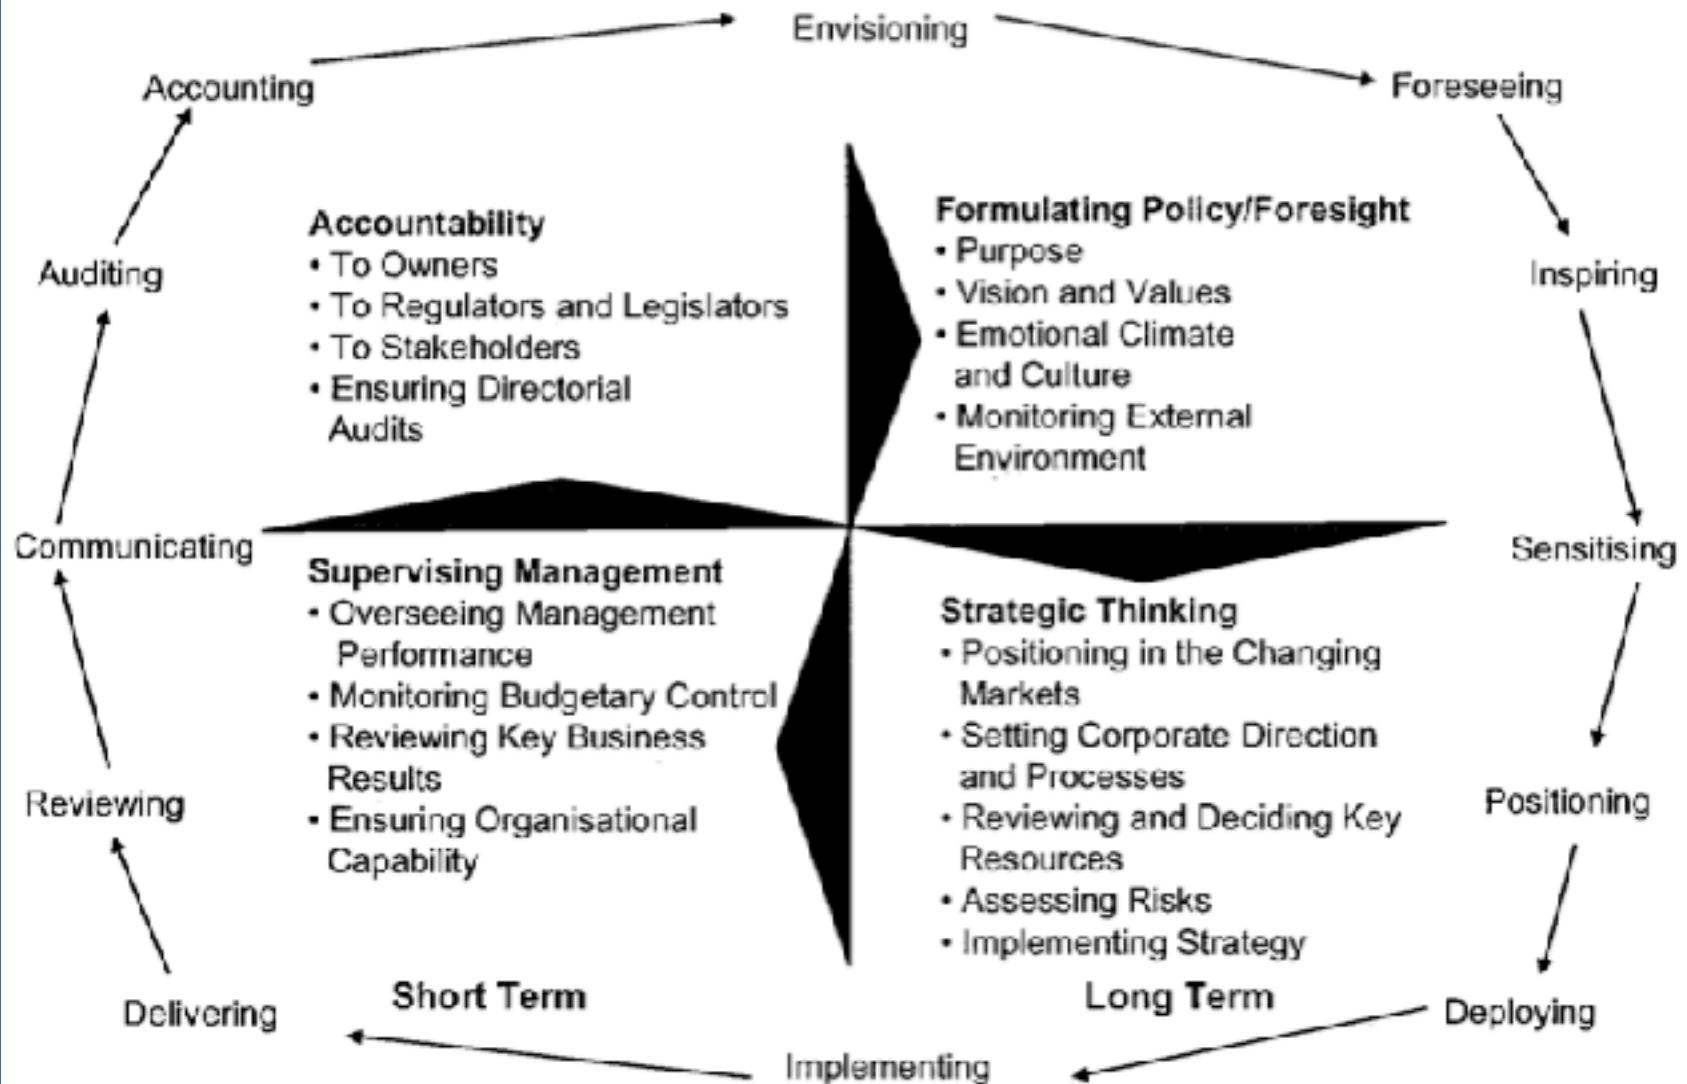 Envisioning
Accounting
Foreseeing
Accountability
• To Owners
• To Regulators and Legislators
• To Stakeholders
• Ensuring Directorial
Audits
Formulating Policy/Foresight
• Purpose
• Vision and Values
• Emotional Climate
and Culture
• Monitoring External
Environment
Auditing
Inspiring
Communicating
Sensitising
Supervising Management
• Overseeing Management
Performance
• Monitoring Budgetary Control
• Reviewing Key Business
Results
• Ensuring Organisational
Capability
Strategic Thinking
• Positioning in the Changing
Markets
• Setting Corporate Direction
and Processes
• Reviewing and Deciding Key
Resources
• Assessing Risks
• Implementing Strategy
Reviewing
Positioning
Short Term
Long Term
Delivering
Deploying
Implementing